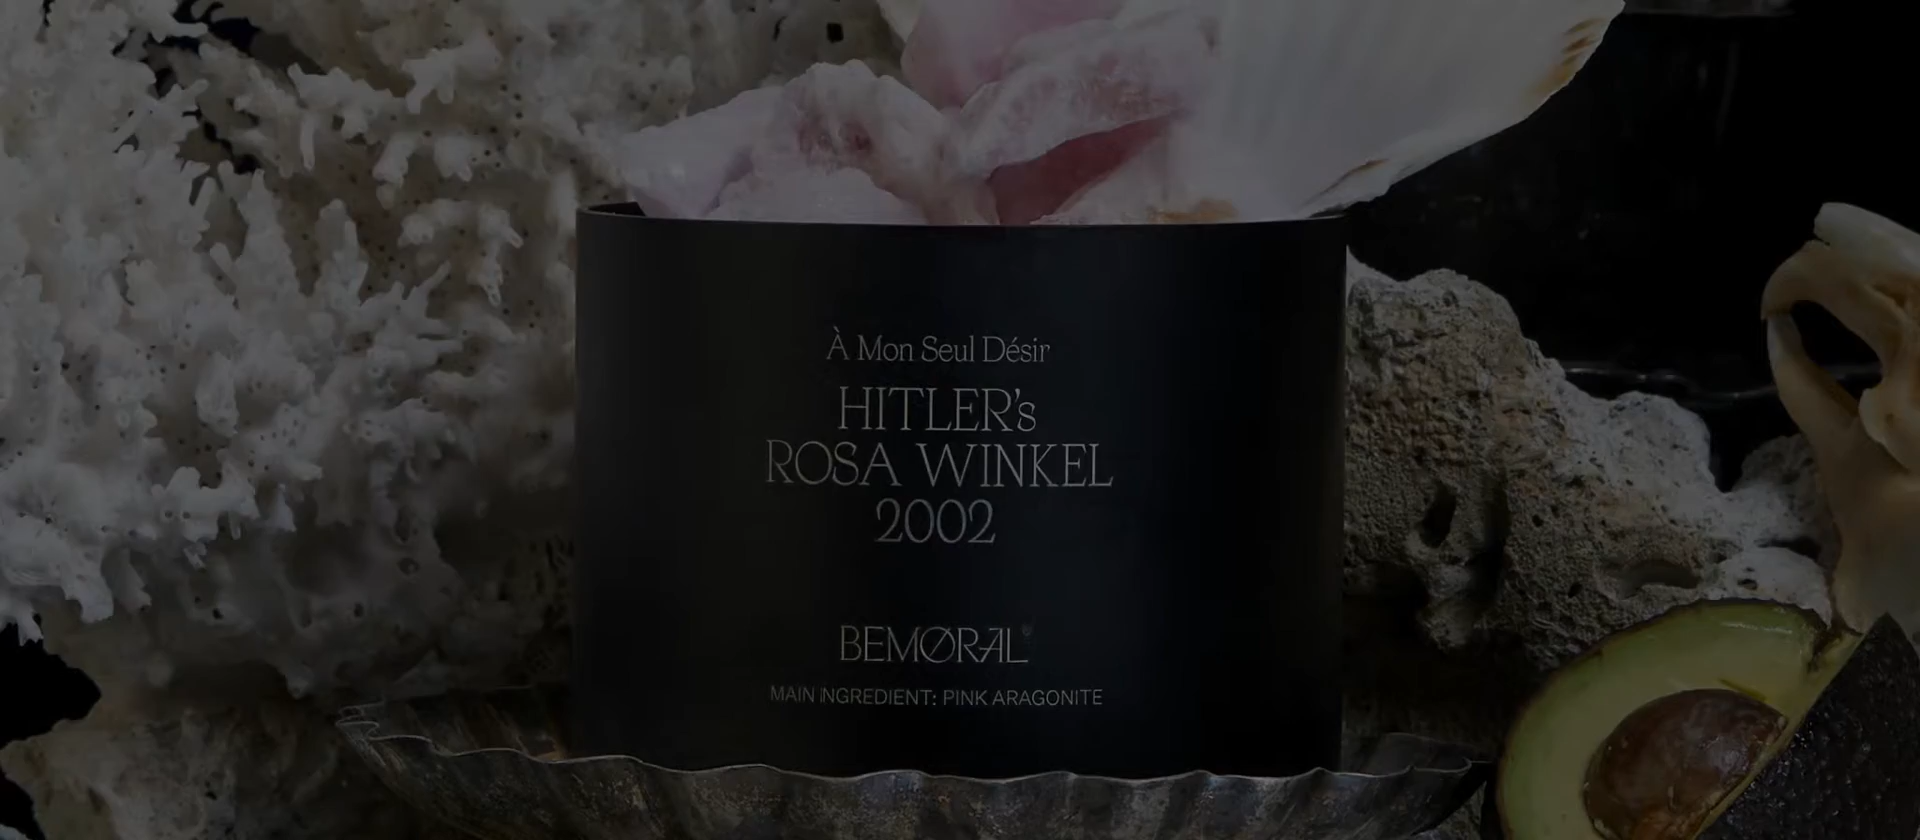 À Mon Seul Désir
HITLER's
ROSA WINKEL
2002
BEMØRAL
MAIN INGREDIENT: PINK ARAGONITE